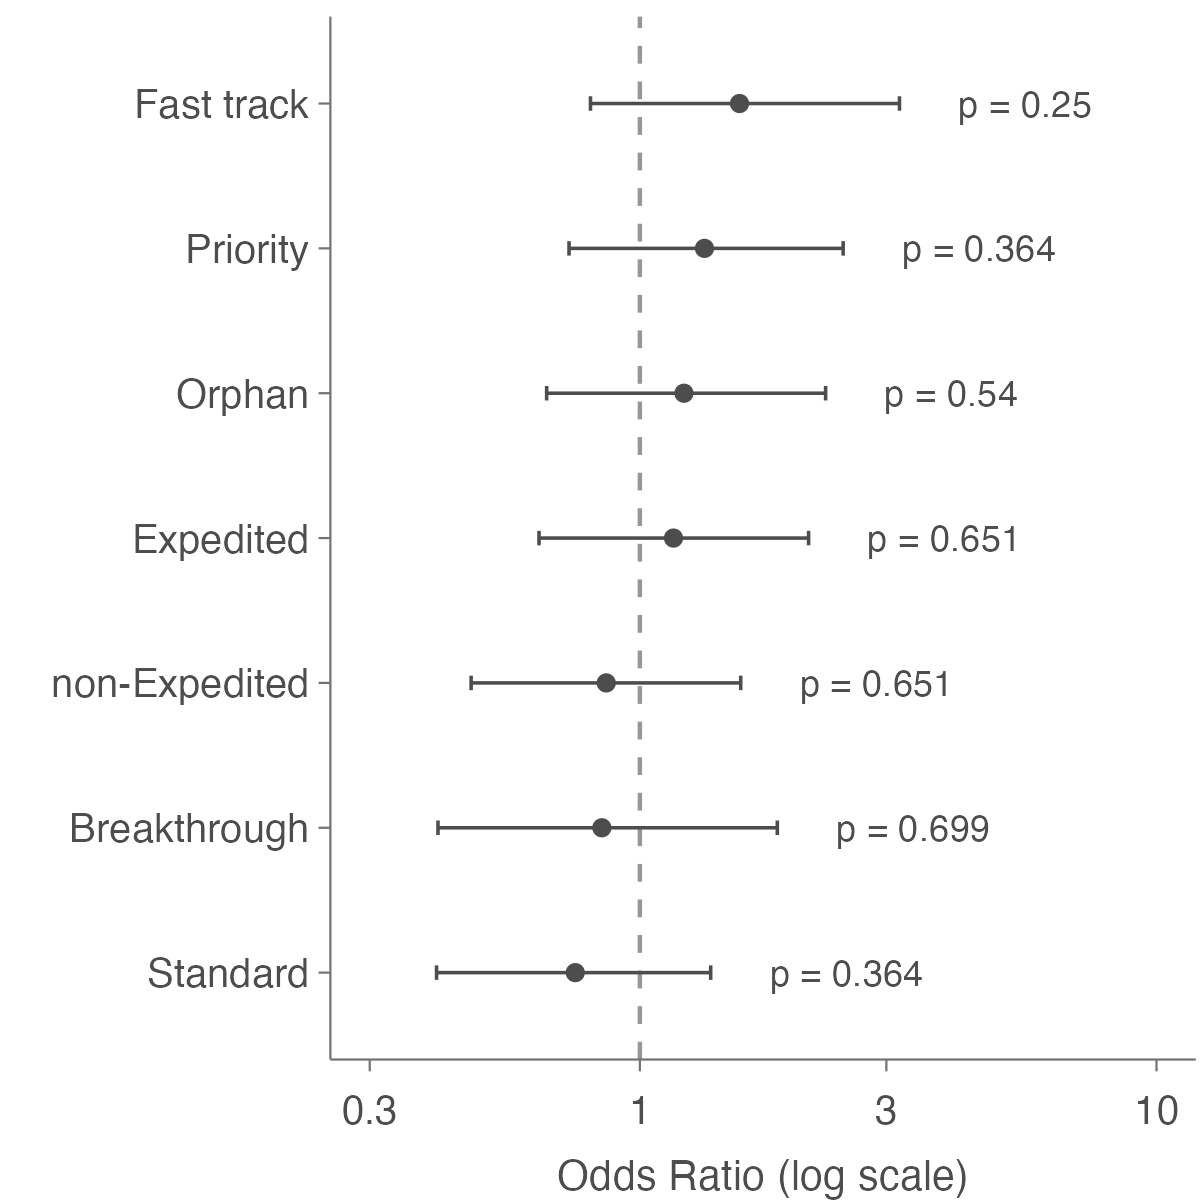 Fast track p = 0.25
Priority p = 0.364
Orphan p = 0.54
Expedited p = 0.651
non-Expedited p = 0.651
Breakthrough p = 0.699
Standard p = 0.364
0.3 1 3 10
Odds Ratio (log scale)